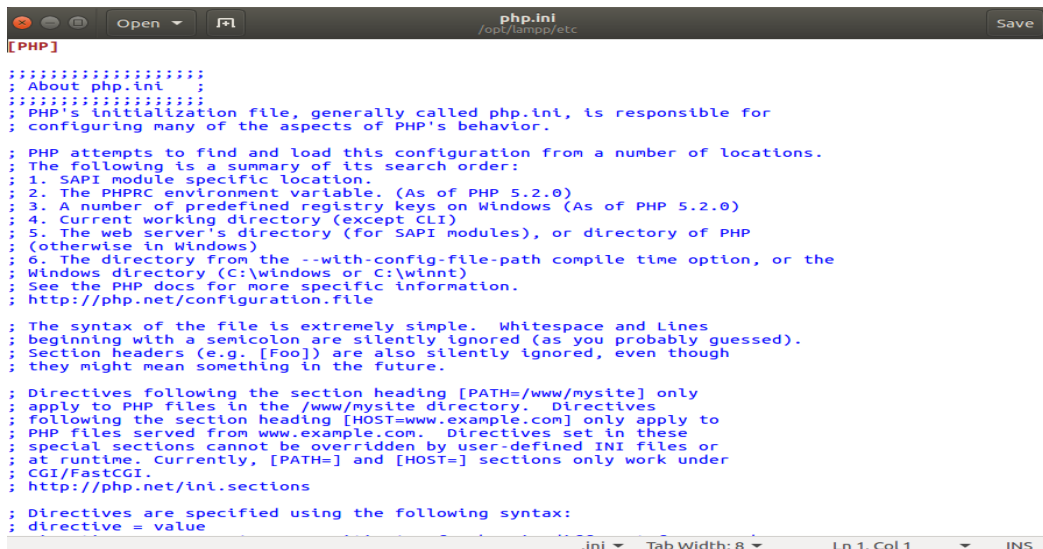 Open
php.ini
/opt/lampp/etc
Save
[PHP]
;;;;;;;;;;;;;;;;;;;
; About php.ini   ;
;;;;;;;;;;;;;;;;;;;
; PHP's initialization file, generally called php.ini, is responsible for
; configuring many of the aspects of PHP's behavior.
; PHP attempts to find and load this configuration from a number of locations.
; The following is a summary of its search order:
; 1. SAPI module specific location.
; 2. The PHPRC environment variable. (As of PHP 5.2.0)
; 3. A number of predefined registry keys on Windows (As of PHP 5.2.0)
; 4. Current working directory (except CLI)
; 5. The web server's directory (for SAPI modules), or directory of PHP
; (otherwise in Windows)
; 6. The directory from the --with-config-file-path compile time option, or the
; Windows directory (C:\windows or C:\winnt)
; See the PHP docs for more specific information.
; http://php.net/configuration.file
; The syntax of the file is extremely simple.  Whitespace and Lines
; beginning with a semicolon are silently ignored (as you probably guessed).
; Section headers (e.g. [Foo]) are also silently ignored, even though
; they might mean something in the future.
; Directives following the section heading [PATH=/www/mysite] only
; apply to PHP files in the /www/mysite directory.  Directives
; following the section heading [HOST=www.example.com] only apply to
; PHP files served from www.example.com.  Directives set in these
; special sections cannot be overridden by user-defined INI files or
; at runtime. Currently, [PATH=] and [HOST=] sections only work under
; CGI/FastCGI.
; http://php.net/ini.sections
; Directives are specified using the following syntax:
; directive = value
.ini Tab Width: 8 Ln 1, Col 1 INS